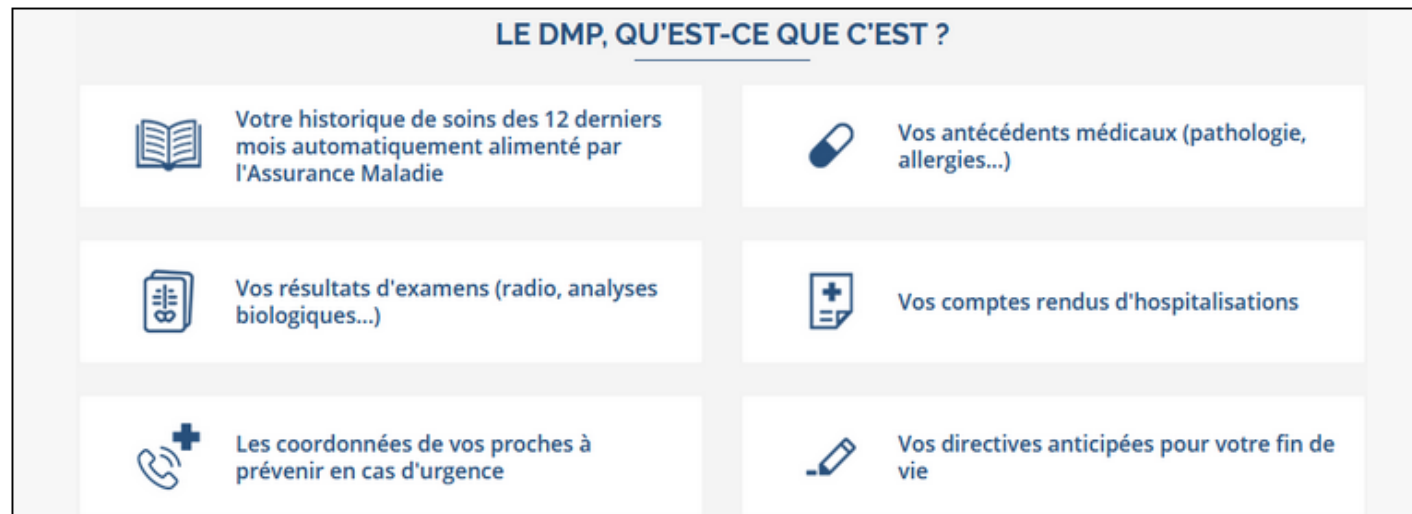 LE DMP, QU'EST-CE QUE C'EST ?
Votre historique de soins des 12 derniers
mois automatiquement alimenté par
l'Assurance Maladie
Vos antécédents médicaux (pathologie,
allergies...)
Vos résultats d'examens (radio, analyses
biologiques...)
Vos comptes rendus d'hospitalisations
Les coordonnées de vos proches à
prévenir en cas d'urgence
Vos directives anticipées pour votre fin de
vie